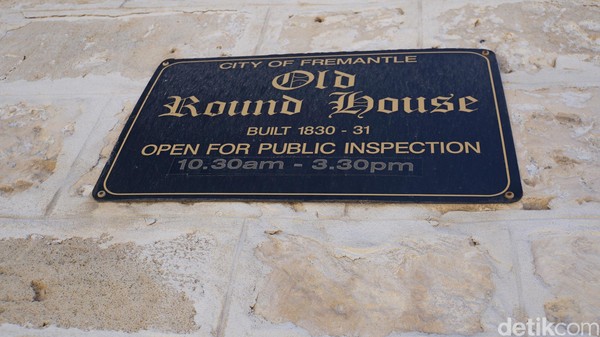 CITY OF FREMANTLE
Old
Round House
BUILT 1830 - 31
OPEN FOR PUBLIC INSPECTION
10.30am - 3.30pm
detikcom